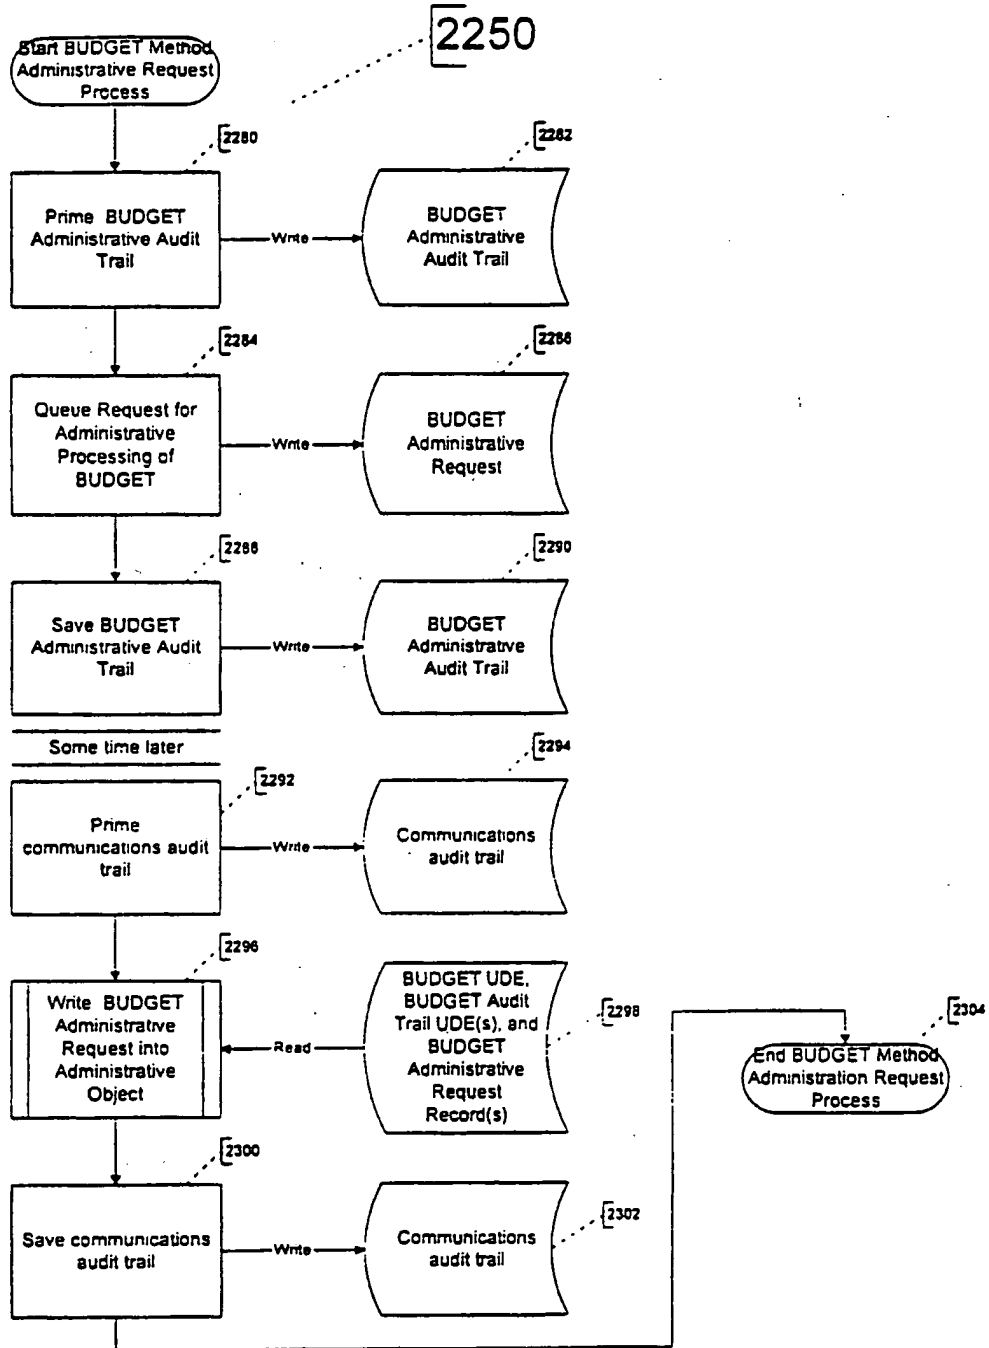 2250
Start BUDGET Method
Administrative Request
Process
2280
2282
Prime BUDGET
Administrative Audit
Trail
Write
BUDGET
Administrative
Audit Trail
2284
2286
Queue Request for
Administrative
Processing of
BUDGET
Write
BUDGET
Administrative
Request
2288
2290
Save BUDGET
Administrative Audit
Trail
Write
BUDGET
Administrative
Audit Trail
Some time later
2292
2294
Prime
communications audit
trail
Write
Communications
audit trail
2296
Write BUDGET
Administrative
Request into
Administrative
Object
Read
BUDGET UDE,
BUDGET Audit
Trail UDE(s), and
BUDGET
Administrative
Request
Record(s)
2298
2304
End BUDGET Method
Administration Request
Process
2300
Save communications
audit trail
Write
Communications
audit trail
2302